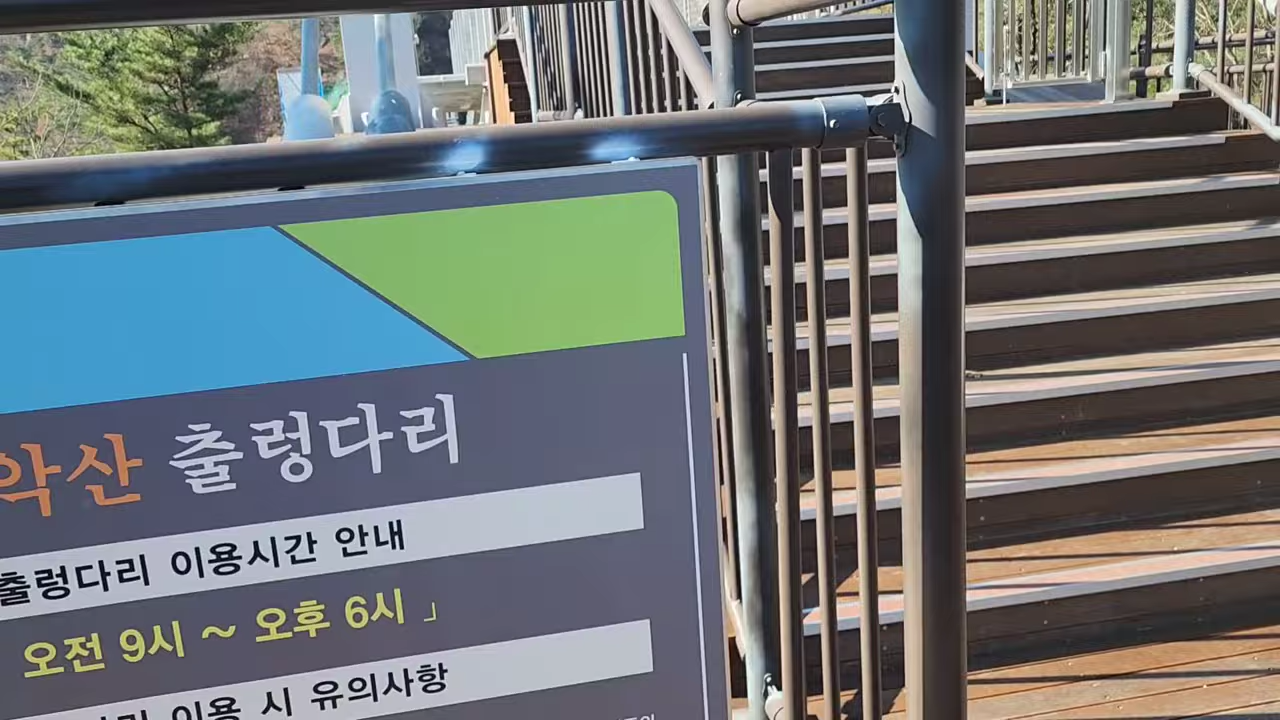 악산 출렁다리
출렁다리 이용시간 안내
오전 9시 ~ 오후 6시 」
이용 시 유의사항